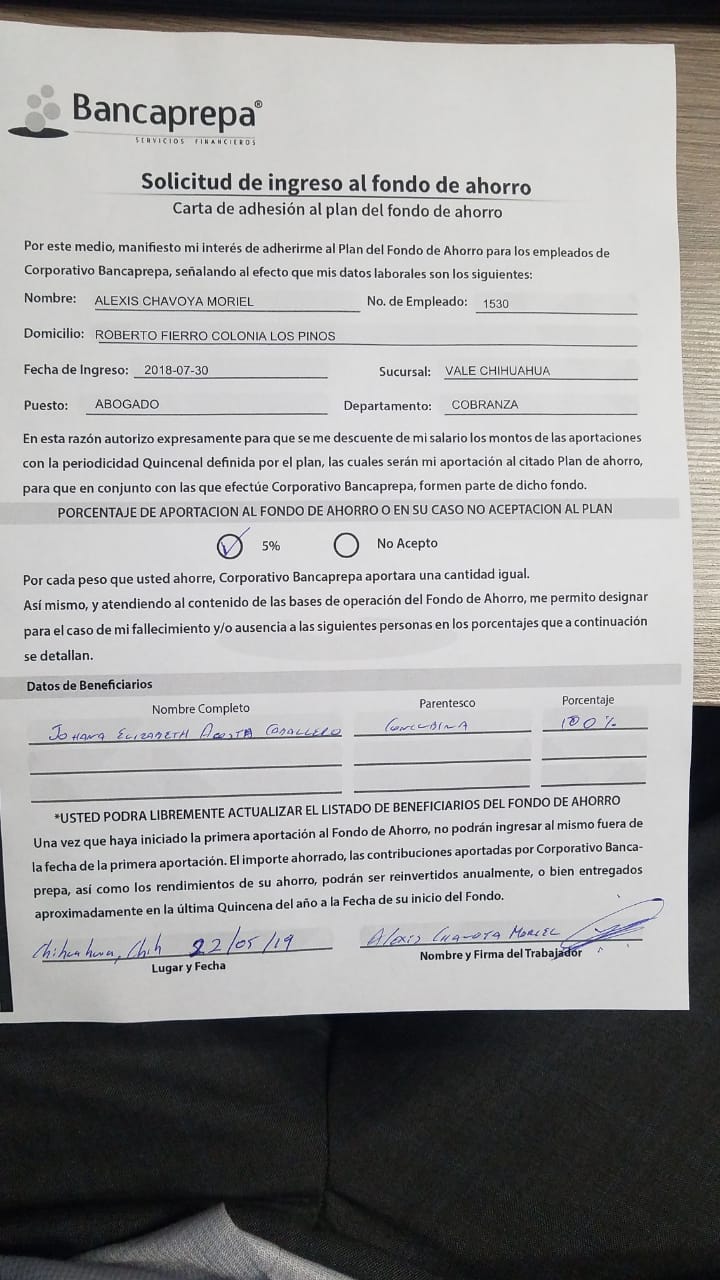 Bancaprepa®
SERVICIOS FINANCIEROS
Solicitud de ingreso al fondo de ahorro
Carta de adhesión al plan del fondo de ahorro
Por este medio, manifiesto mi interés de adherirme al Plan del Fondo de Ahorro para los empleados de
Corporativo Bancaprepa, señalando al efecto que mis datos laborales son los siguientes:
Nombre: ALEXIS CHAVOYA MORIEL No. de Empleado: 1530
Domicilio: ROBERTO FIERRO COLONIA LOS PINOS
Fecha de Ingreso: 2018-07-30 Sucursal: VALE CHIHUAHUA
Puesto: ABOGADO Departamento: COBRANZA
En esta razón autorizo expresamente para que se me descuente de mi salario los montos de las aportaciones
con la periodicidad Quincenal definida por el plan, las cuales serán mi aportación al citado Plan de ahorro,
para que en conjunto con las que efectúe Corporativo Bancaprepa, formen parte de dicho fondo.
PORCENTAJE DE APORTACION AL FONDO DE AHORRO O EN SU CASO NO ACEPTACION AL PLAN
5% No Acepto
Por cada peso que usted ahorre, Corporativo Bancaprepa aportara una cantidad igual.
Así mismo, y atendiendo al contenido de las bases de operación del Fondo de Ahorro, me permito designar
para el caso de mi fallecimiento y/o ausencia a las siguientes personas en los porcentajes que a continuación
se detallan.
Datos de Beneficiarios
Nombre Completo Parentesco Porcentaje
Johana Elizabeth Acosta Caballero Concubina 100%
*USTED PODRA LIBREMENTE ACTUALIZAR EL LISTADO DE BENEFICIARIOS DEL FONDO DE AHORRO
Una vez que haya iniciado la primera aportación al Fondo de Ahorro, no podrán ingresar al mismo fuera de
la fecha de la primera aportación. El importe ahorrado, las contribuciones aportadas por Corporativo Banca-
prepa, así como los rendimientos de su ahorro, podrán ser reinvertidos anualmente, o bien entregados
aproximadamente en la última Quincena del año a la Fecha de su inicio del Fondo.
Chihuahua, Chih 22/05/19 Alexis Chavoya Moriel
Lugar y Fecha Nombre y Firma del Trabajador